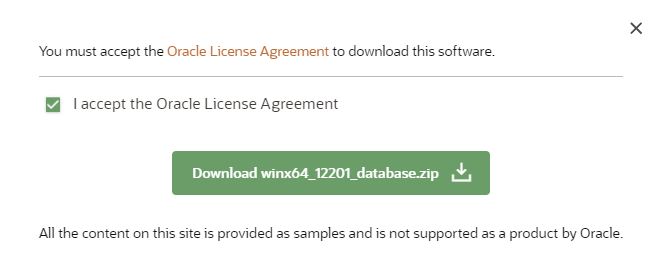 You must accept the Oracle License Agreement to download this software.
I accept the Oracle License Agreement
Download winx64_12201_database.zip
All the content on this site is provided as samples and is not supported as a product by Oracle.